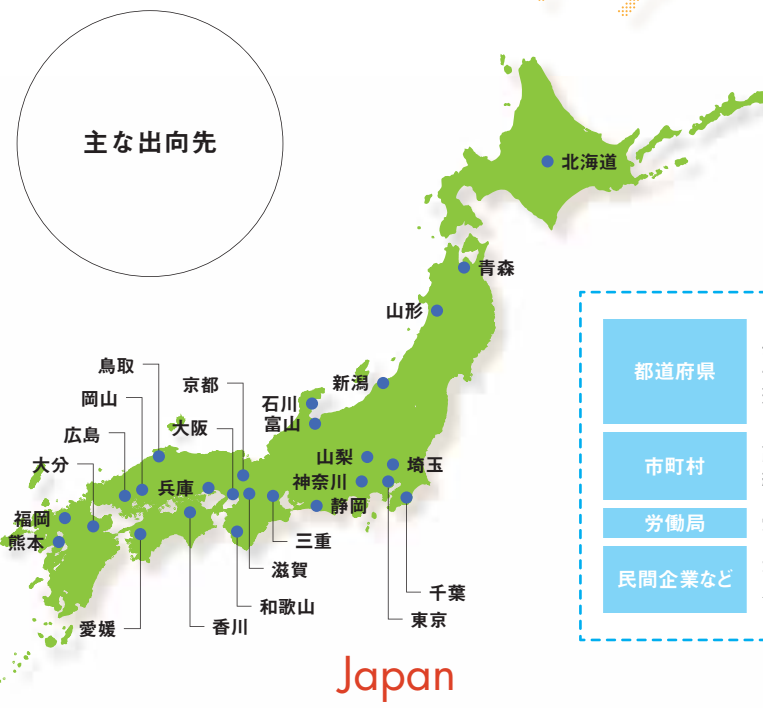 主な出向先
北海道
青森
山形
新潟
石川
富山
鳥取
京都
岡山
大阪
広島
大分
兵庫
福岡
熊本
山梨
埼玉
神奈川
静岡
三重
滋賀
和歌山
千葉
東京
愛媛
香川
Japan
都道府県
市町村
労働局
民間企業など